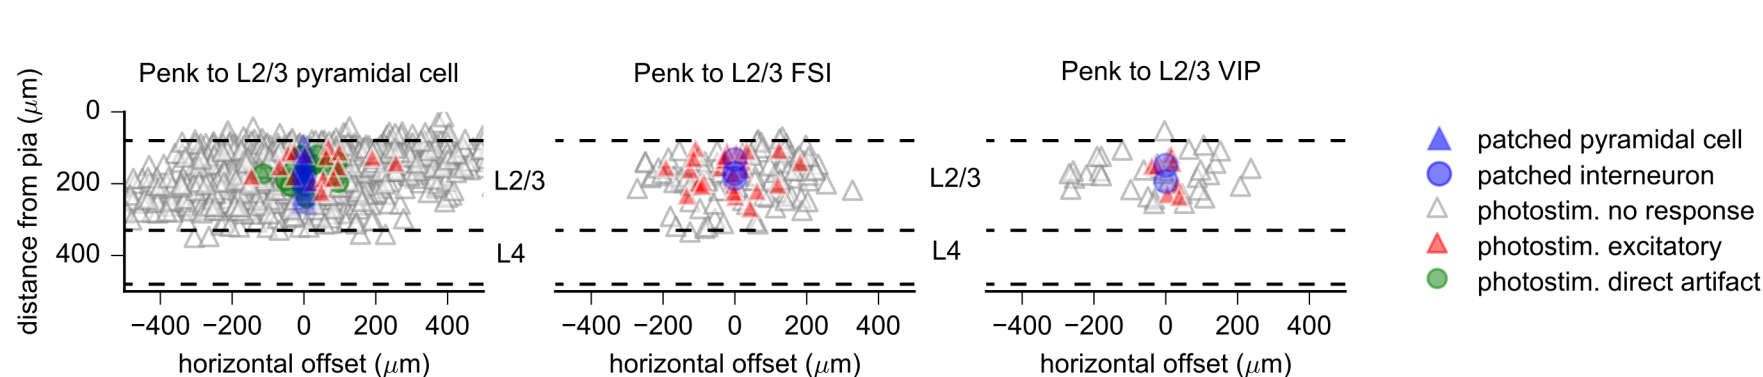 Penk to L2/3 pyramidal cell
Penk to L2/3 FSI
Penk to L2/3 VIP
distance from pia (μm)
0
200
400
L2/3
L4
L2/3
L4
−400 −200 0 200 400
−400 −200 0 200 400
−400 −200 0 200 400
horizontal offset (μm)
horizontal offset (μm)
horizontal offset (μm)
patched pyramidal cell
patched interneuron
photostim. no response
photostim. excitatory
photostim. direct artifact